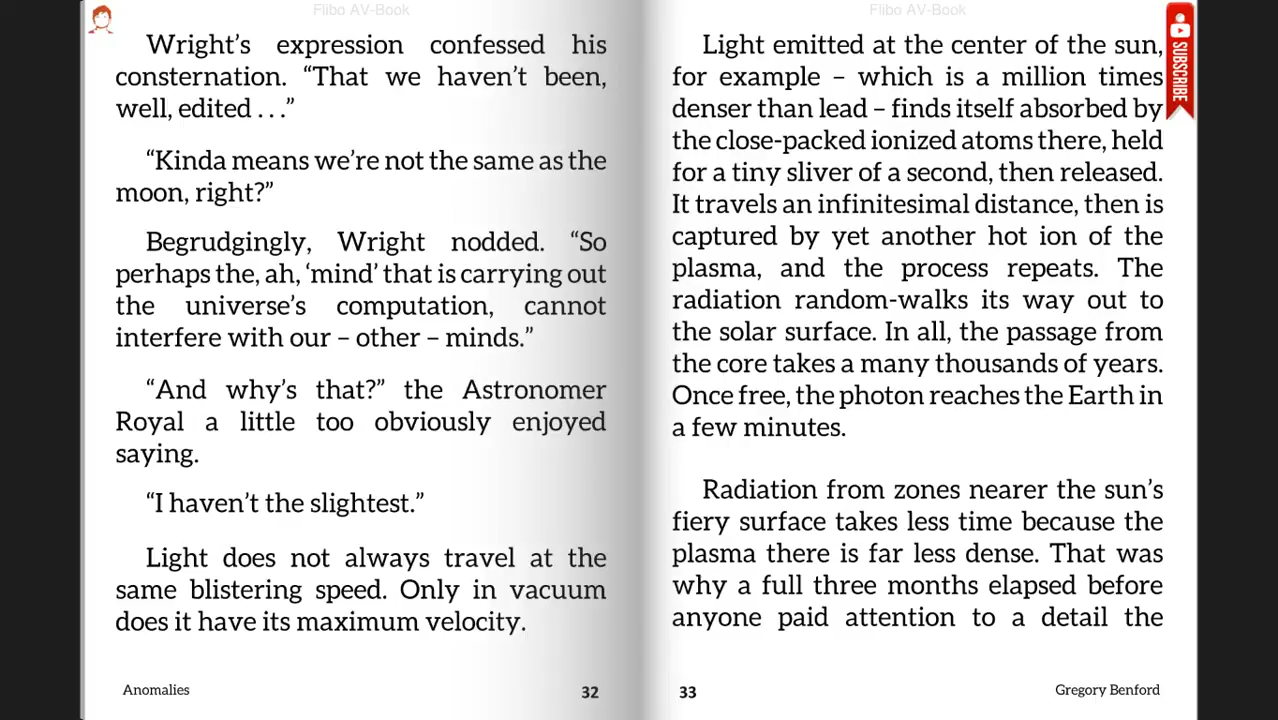 Flibo AV-Book
Wright’s expression confessed his
consternation. “That we haven’t been,
well, edited . . .”
“Kinda means we’re not the same as the
moon, right?”
Begrudgingly, Wright nodded. “So
perhaps the, ah, ‘mind’ that is carrying out
the universe’s computation, cannot
interfere with our – other – minds.”
“And why’s that?” the Astronomer
Royal a little too obviously enjoyed
saying.
“I haven’t the slightest.”
Light does not always travel at the
same blistering speed. Only in vacuum
does it have its maximum velocity.
Anomalies
32
Flibo AV-Book
Light emitted at the center of the sun,
for example – which is a million times
denser than lead – finds itself absorbed by
the close-packed ionized atoms there, held
for a tiny sliver of a second, then released.
It travels an infinitesimal distance, then is
captured by yet another hot ion of the
plasma, and the process repeats. The
radiation random-walks its way out to
the solar surface. In all, the passage from
the core takes a many thousands of years.
Once free, the photon reaches the Earth in
a few minutes.
Radiation from zones nearer the sun’s
fiery surface takes less time because the
plasma there is far less dense. That was
why a full three months elapsed before
anyone paid attention to a detail the
33
Gregory Benford
SUBSCRIBE